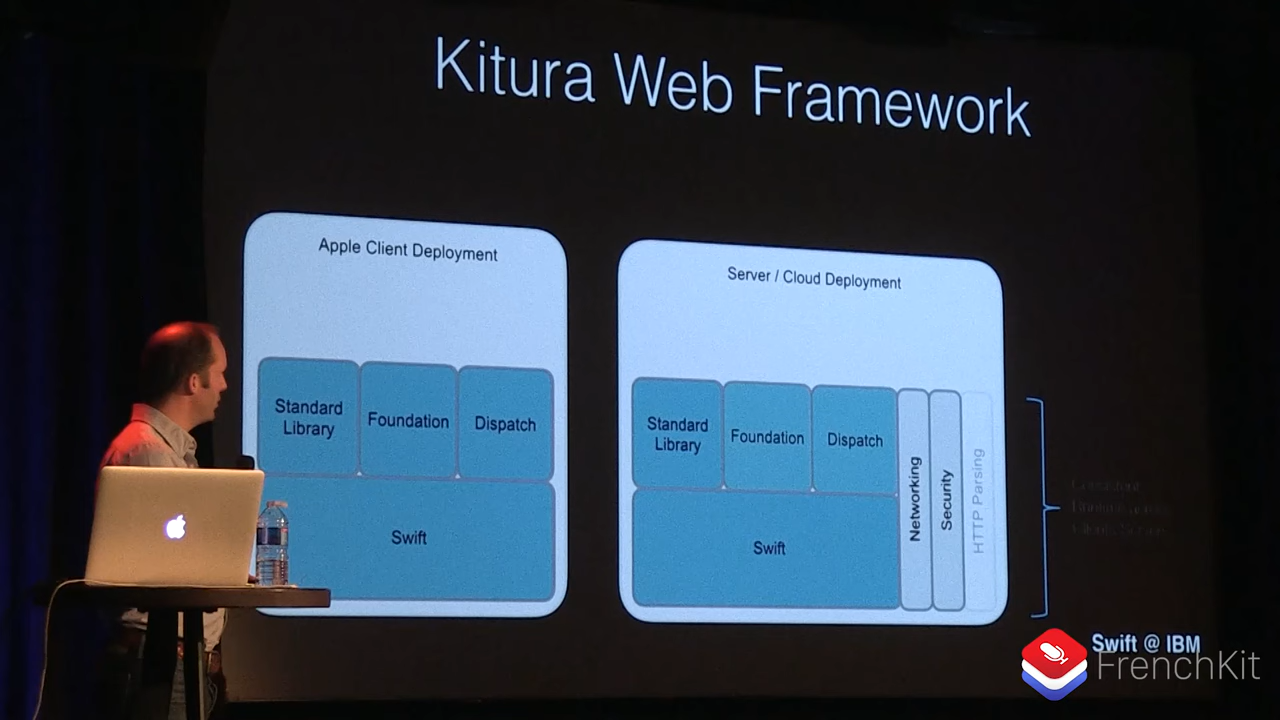 Kitura Web Framework
Apple Client Deployment
Standard
Library
Foundation
Dispatch
Swift
Server / Cloud Deployment
Standard
Library
Foundation
Dispatch
Swift
Networking
Security
HTTP Parsing
Swift @ IBM
FrenchKit